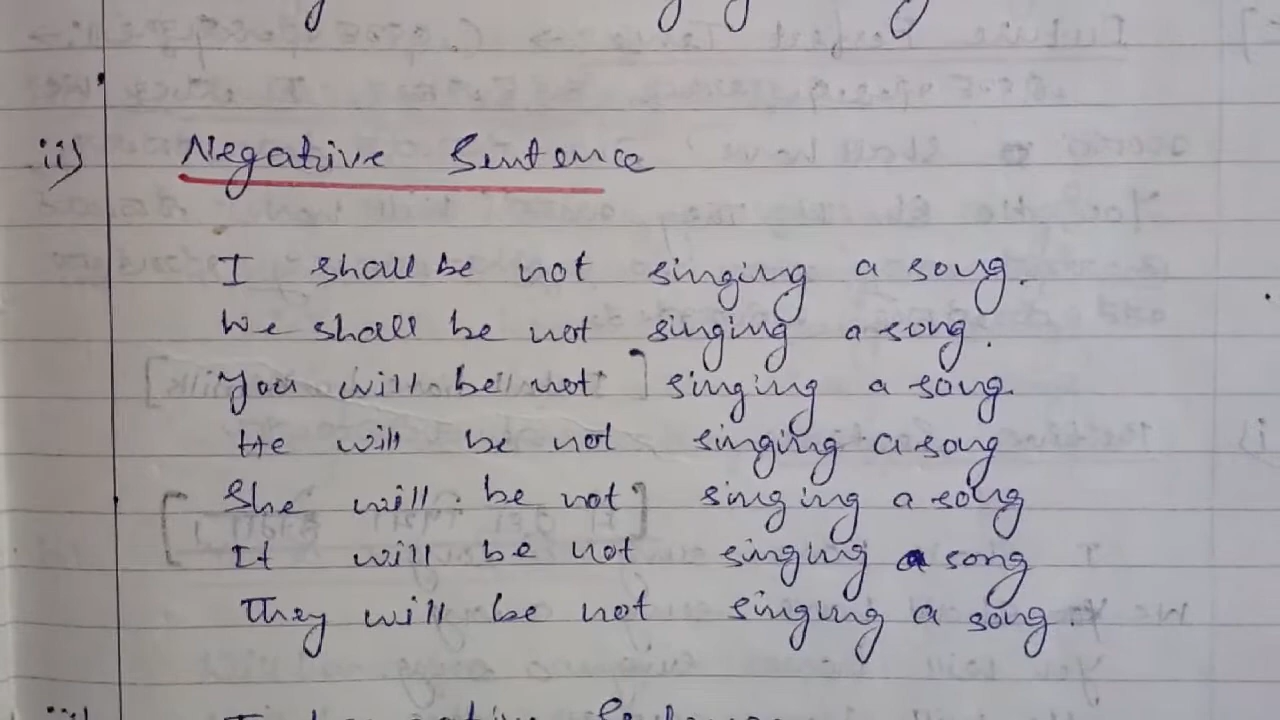 ii) Negative Sentence
I shall be not singing a song.
We shall be not singing a song.
You will be not singing a song.
He will be not singing a song
She will be not singing a song
It will be not singing a song
They will be not singing a song.